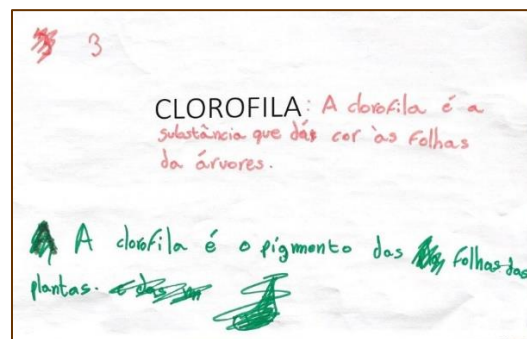 3
CLOROFILA: A clorofila é a
substância que dás cor às folhas
da árvores.
A clorofila é o pigmento das folhas das
plantas.